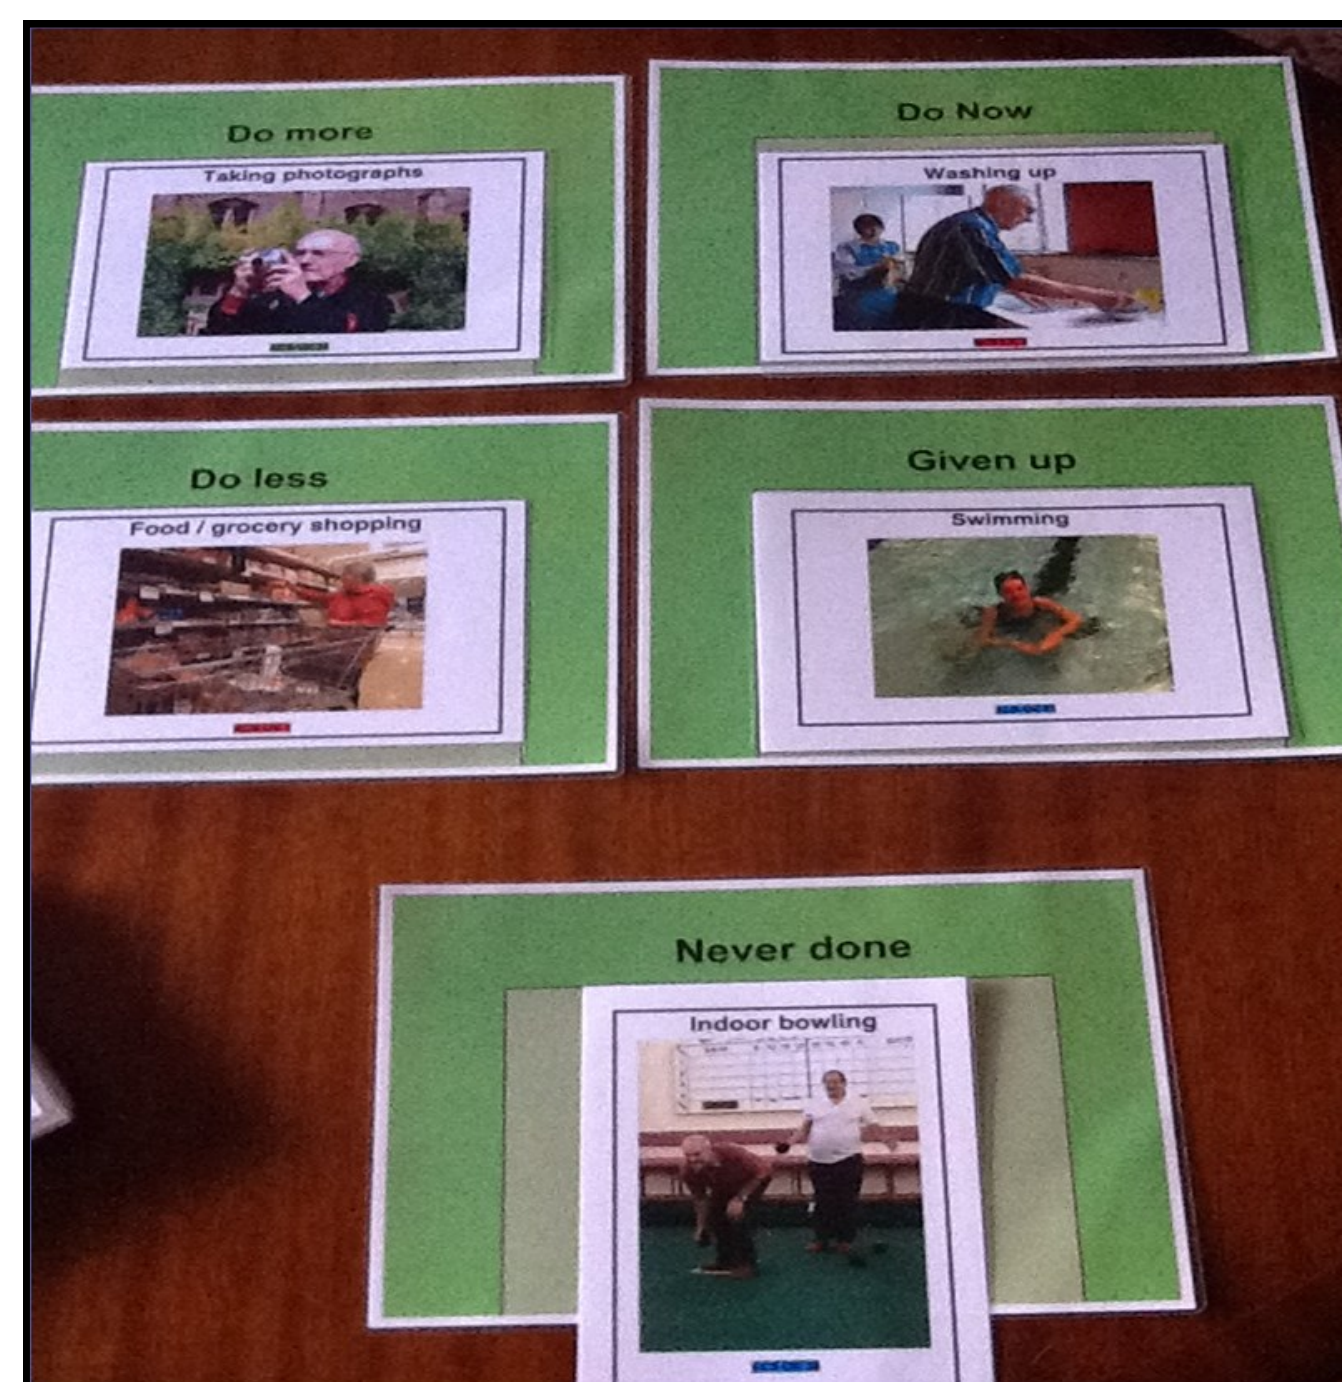 Do more
Taking photographs
Do Now
Washing up
Do less
Food / grocery shopping
Given up
Swimming
Never done
Indoor bowling